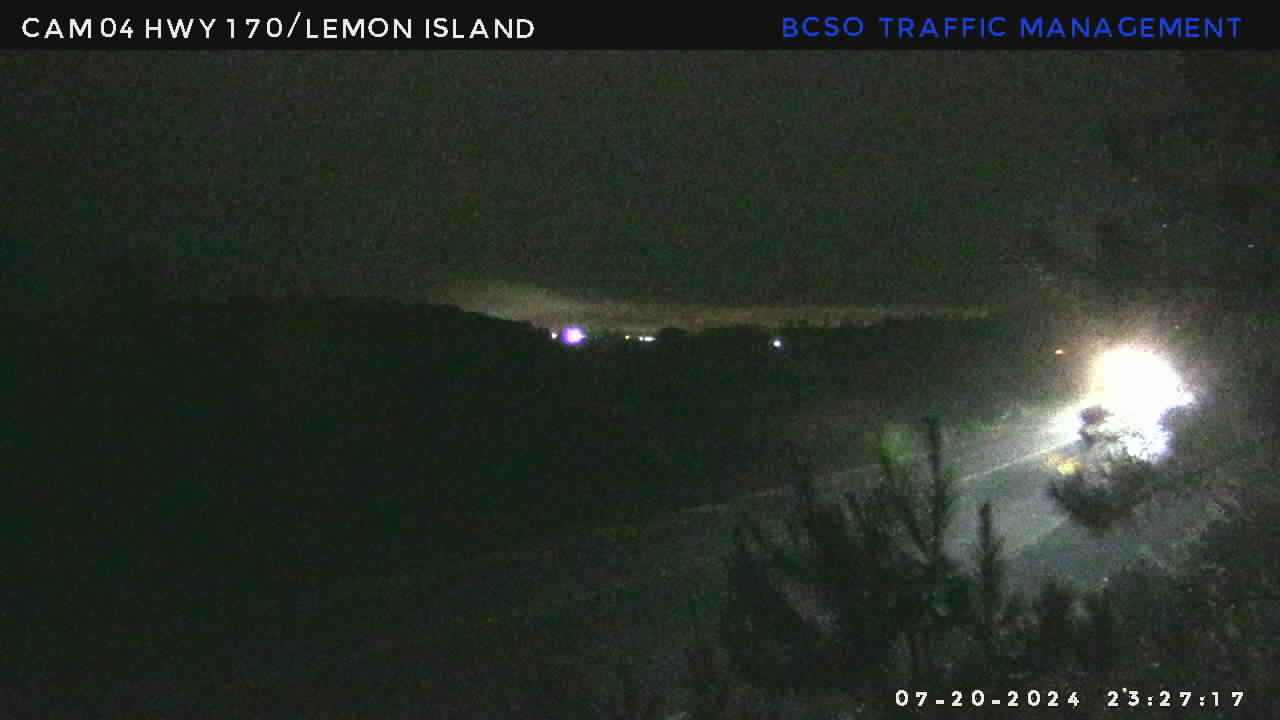 CAM04 HWY 170/LEMON ISLAND
BCSO TRAFFIC MANAGEMENT
07-20-2024 23:27:17